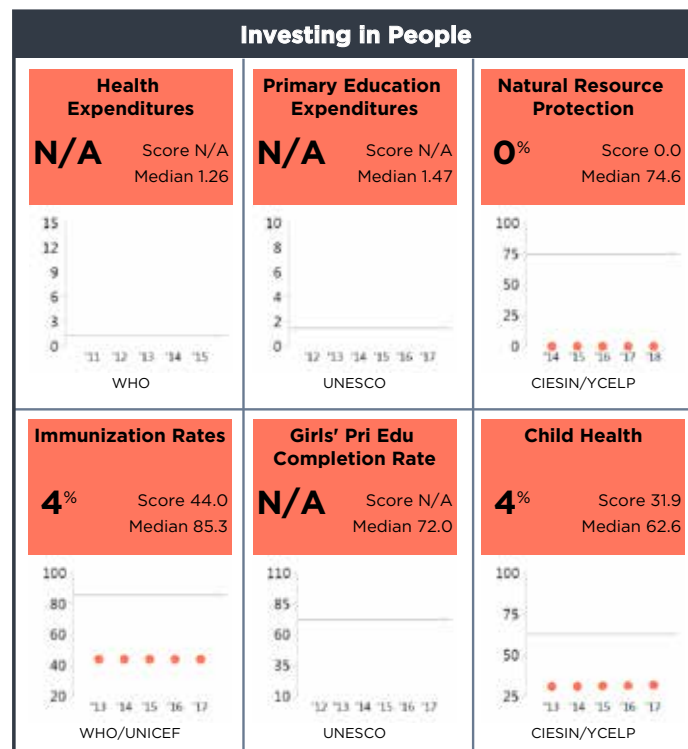 Investing in People
Health
Expenditures
N/A
Score N/A
Median 1.26
15
12
9
6
3
0
'11 '12 '13 '14 '15
WHO
Primary Education
Expenditures
N/A
Score N/A
Median 1.47
10
8
6
4
2
0
'12 '13 '14 '15 '16 '17
UNESCO
Natural Resource
Protection
0%
Score 0.0
Median 74.6
100
75
50
25
0
'14 '15 '16 '17 '18
CIESIN/YCELP
Immunization Rates
4%
Score 44.0
Median 85.3
100
80
60
40
20
'13 '14 '15 '16 '17
WHO/UNICEF
Girls' Pri Edu
Completion Rate
N/A
Score N/A
Median 72.0
110
85
60
35
10
'12 '13 '14 '15 '16 '17
UNESCO
Child Health
4%
Score 31.9
Median 62.6
100
75
50
25
'13 '14 '15 '16 '17
CIESIN/YCELP